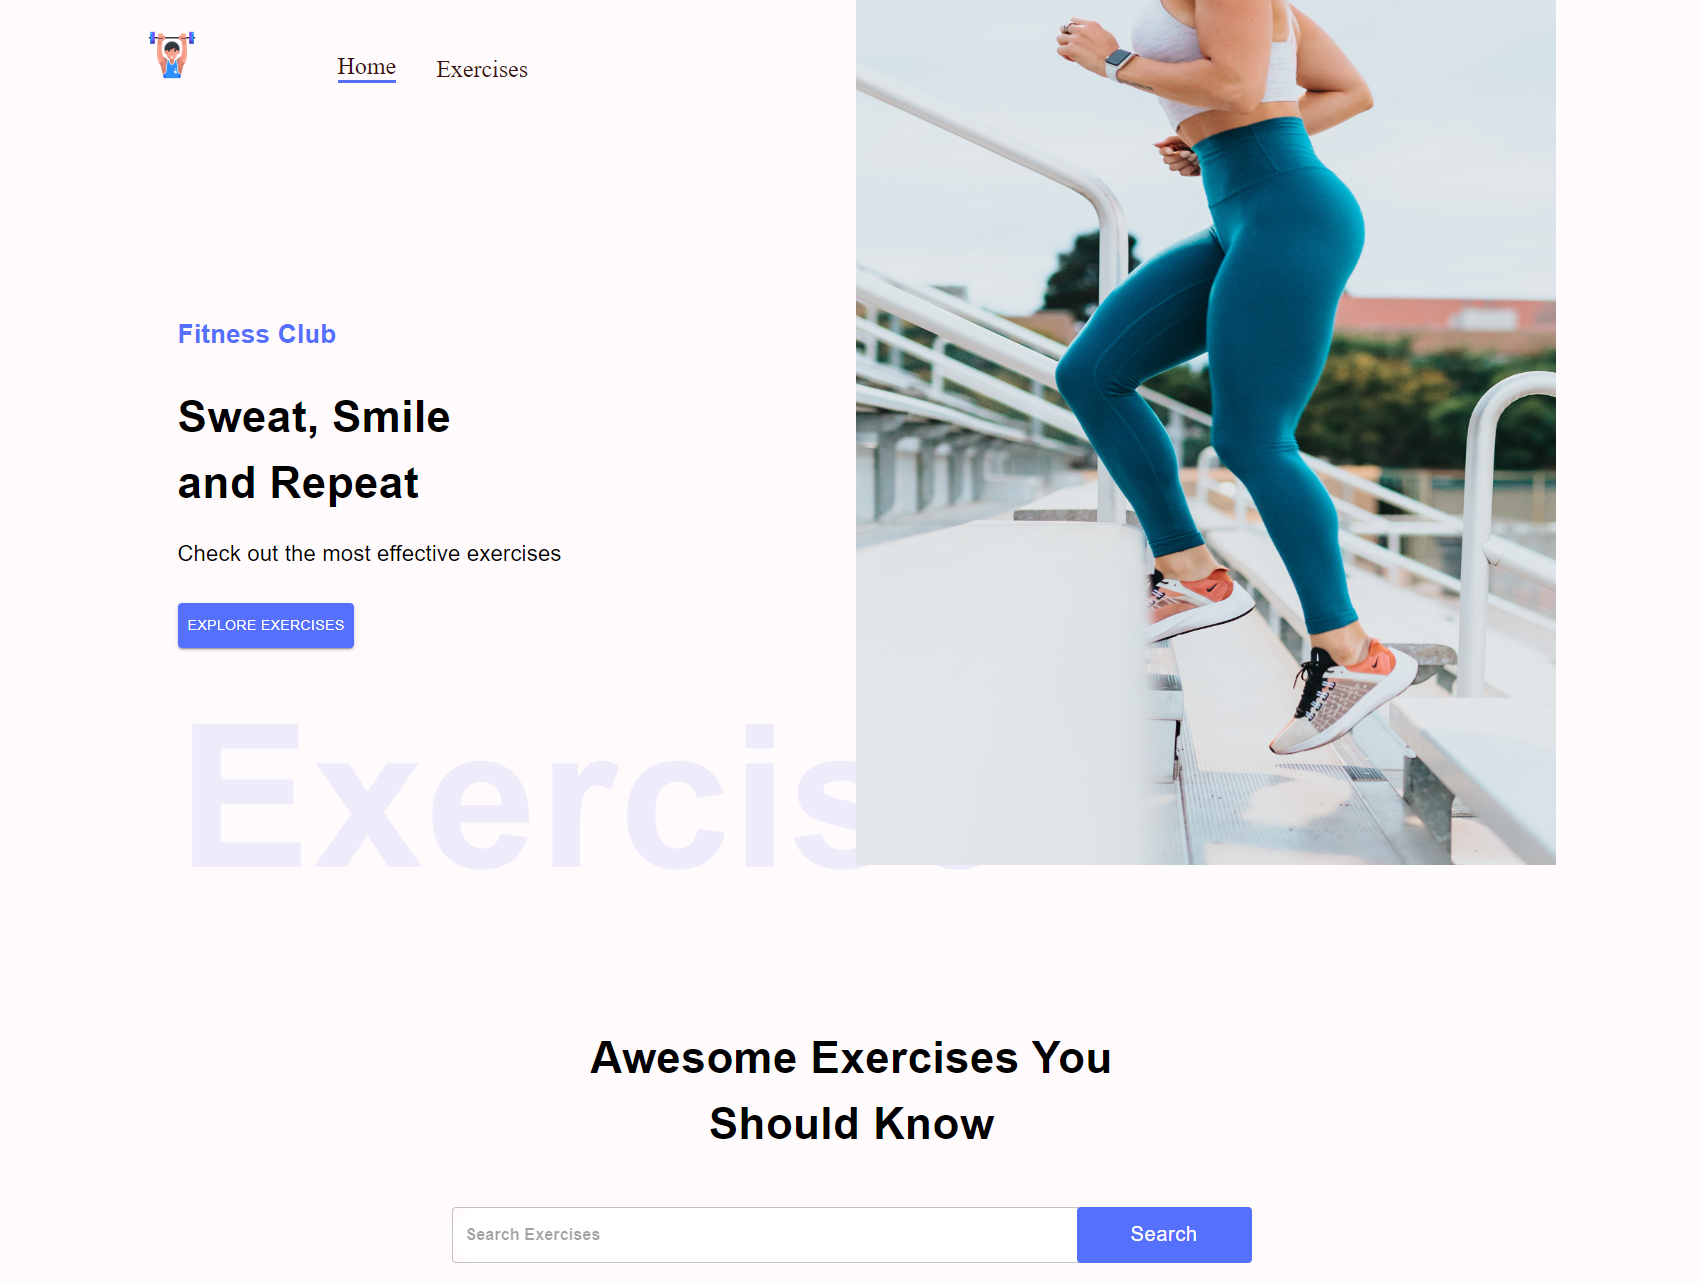 Home
Exercises
Fitness Club
Sweat, Smile
and Repeat
Check out the most effective exercises
EXPLORE EXERCISES
Exercise
Awesome Exercises You
Should Know
Search Exercises
Search